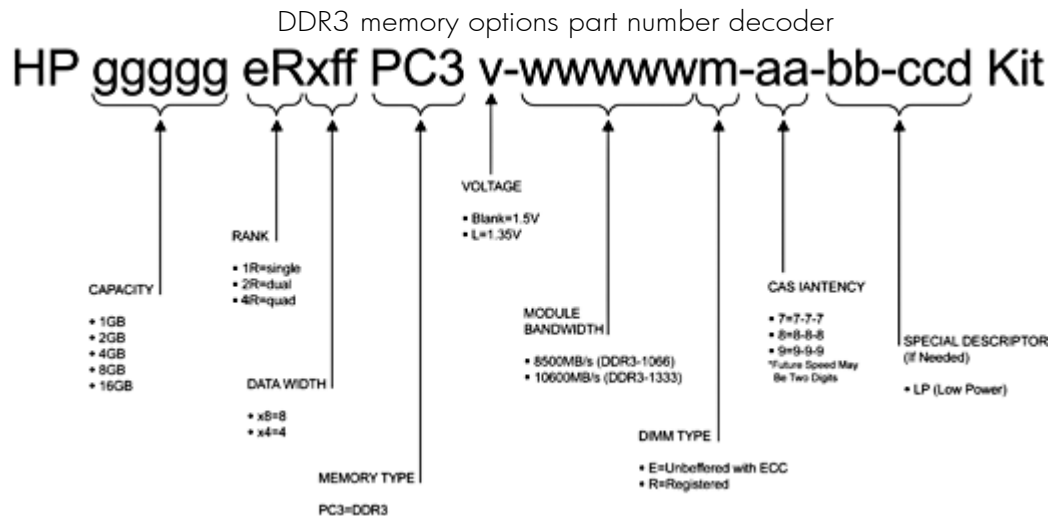 DDR3 memory options part number decoder
HP ggggg eRxff PC3 v-wwwwwm-aa-bb-ccd Kit
VOLTAGE
▪ Blank=1.5V
▪ L=1.35V
RANK
▪ 1R=single
▪ 2R=dual
▪ 4R=quad
CAPACITY
+ 1GB
+ 2GB
+ 4GB
+ 8GB
+ 16GB
CAS IANTENCY
▪ 7=7-7-7
▪ 8=8-8-8
▪ 9=9-9-9
*Future Speed May
Be Two Digits
MODULE
BANDWIDTH
▪ 8500MB/s (DDR3-1066)
▪ 10600MB/s (DDR3-1333)
SPECIAL DESCRIPTOR
(If Needed)
▪ LP (Low Power)
DATA WIDTH
+ x8=8
+ x4=4
DIMM TYPE
▪ E=Unbeffered with ECC
▪ R=Registered
MEMORY TYPE
PC3=DDR3